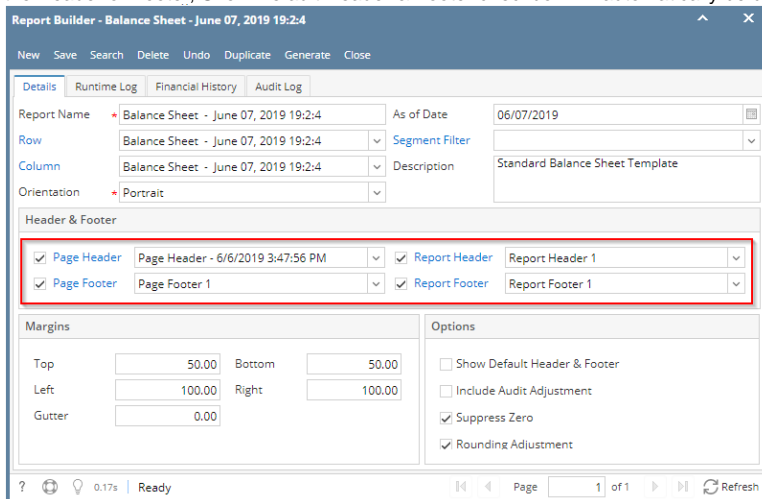 Report Builder - Balance Sheet - June 07, 2019 19:2:4
New Save Search Delete Undo Duplicate Generate Close
Details Runtime Log Financial History Audit Log
Report Name * Balance Sheet - June 07, 2019 19:2:4 As of Date 06/07/2019
Row Balance Sheet - June 07, 2019 19:2:4 Segment Filter
Column Balance Sheet - June 07, 2019 19:2:4 Description Standard Balance Sheet Template
Orientation * Portrait
Header & Footer
Page Header Page Header - 6/6/2019 3:47:56 PM Report Header Report Header 1
Page Footer Page Footer 1 Report Footer Report Footer 1
Margins Options
Top 50.00 Bottom 50.00 Show Default Header & Footer
Left 100.00 Right 100.00 Include Audit Adjustment
Gutter 0.00 Suppress Zero
Rounding Adjustment
? 0.17s Ready Page 1 of 1 Refresh